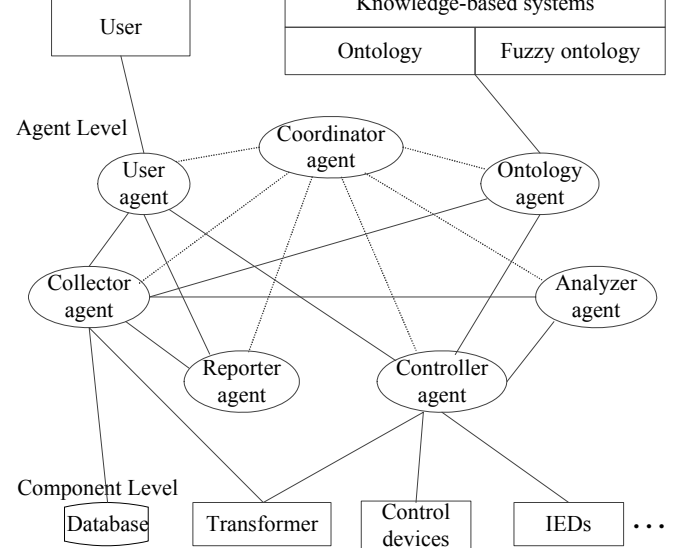 Knowledge-based systems
User
Ontology
Fuzzy ontology
Agent Level
Coordinator
agent
User
agent
Ontology
agent
Collector
agent
Analyzer
agent
Reporter
agent
Controller
agent
Component Level
Database
Transformer
Control
devices
IEDs
...